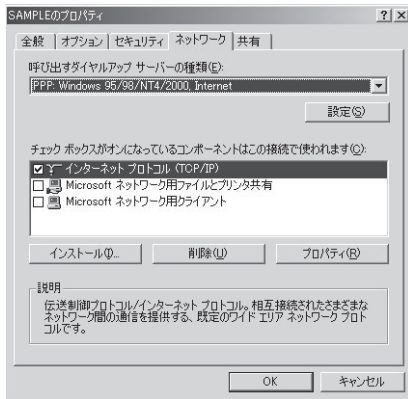 SAMPLEのプロパティ
全般 オプション セキュリティ ネットワーク 共有
呼び出すダイヤルアップ サーバーの種類(E):
PPP: Windows 95/98/NT4/2000, Internet
設定(S)
チェック ボックスがオンになっているコンポーネントはこの接続で使われます(C):
インターネット プロトコル (TCP/IP)
Microsoft ネットワーク用ファイルとプリンタ共有
Microsoft ネットワーク用クライアント
インストール(I)... 削除(U) プロパティ(R)
説明
伝送制御プロトコル/インターネット プロトコル。相互接続されたさまざまな
ネットワーク間の通信を提供する、既定のワイド エリア ネットワーク プロト
コルです。
OK キャンセル